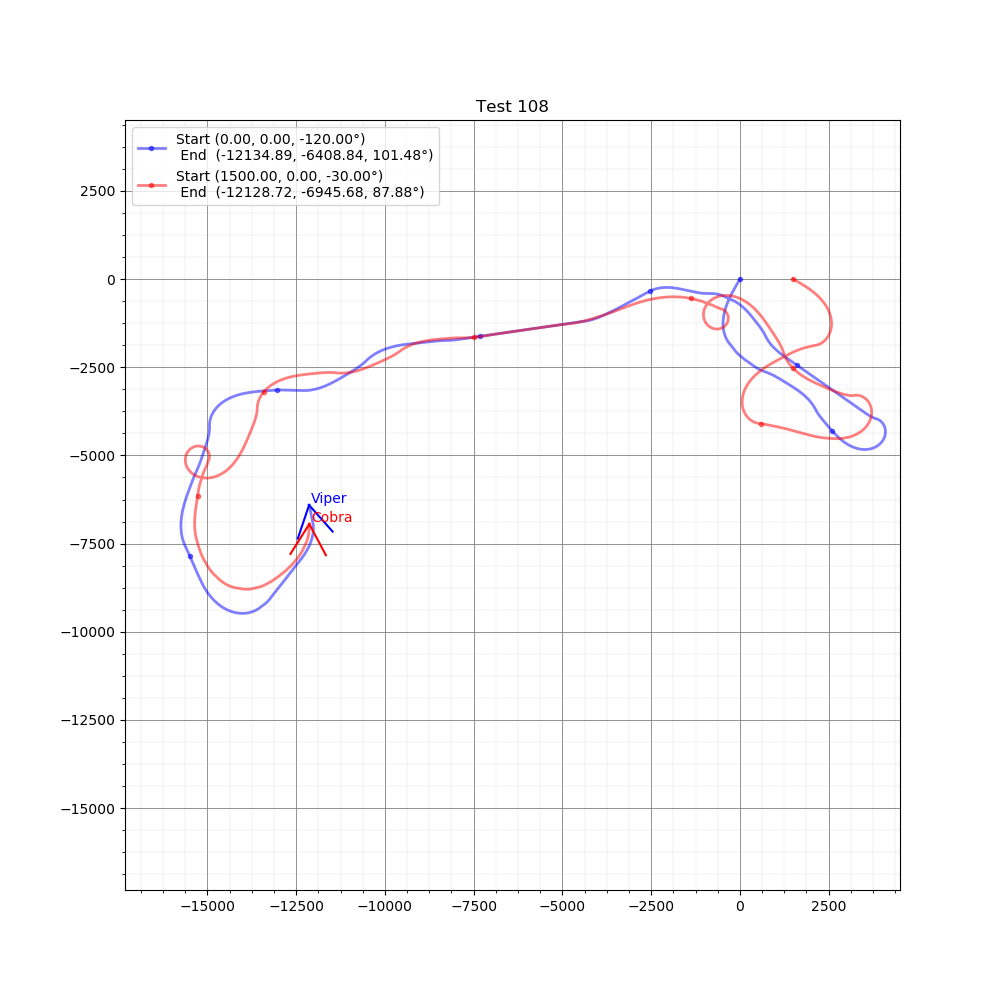 Test 108
Start (0.00, 0.00, -120.00°)
End  (-12134.89, -6408.84, 101.48°)
Start (1500.00, 0.00, -30.00°)
End  (-12128.72, -6945.68, 87.88°)
2500
0
−2500
−5000
−7500
−10000
−12500
−15000
Viper
Cobra
−15000 −12500 −10000 −7500 −5000 −2500 0 2500